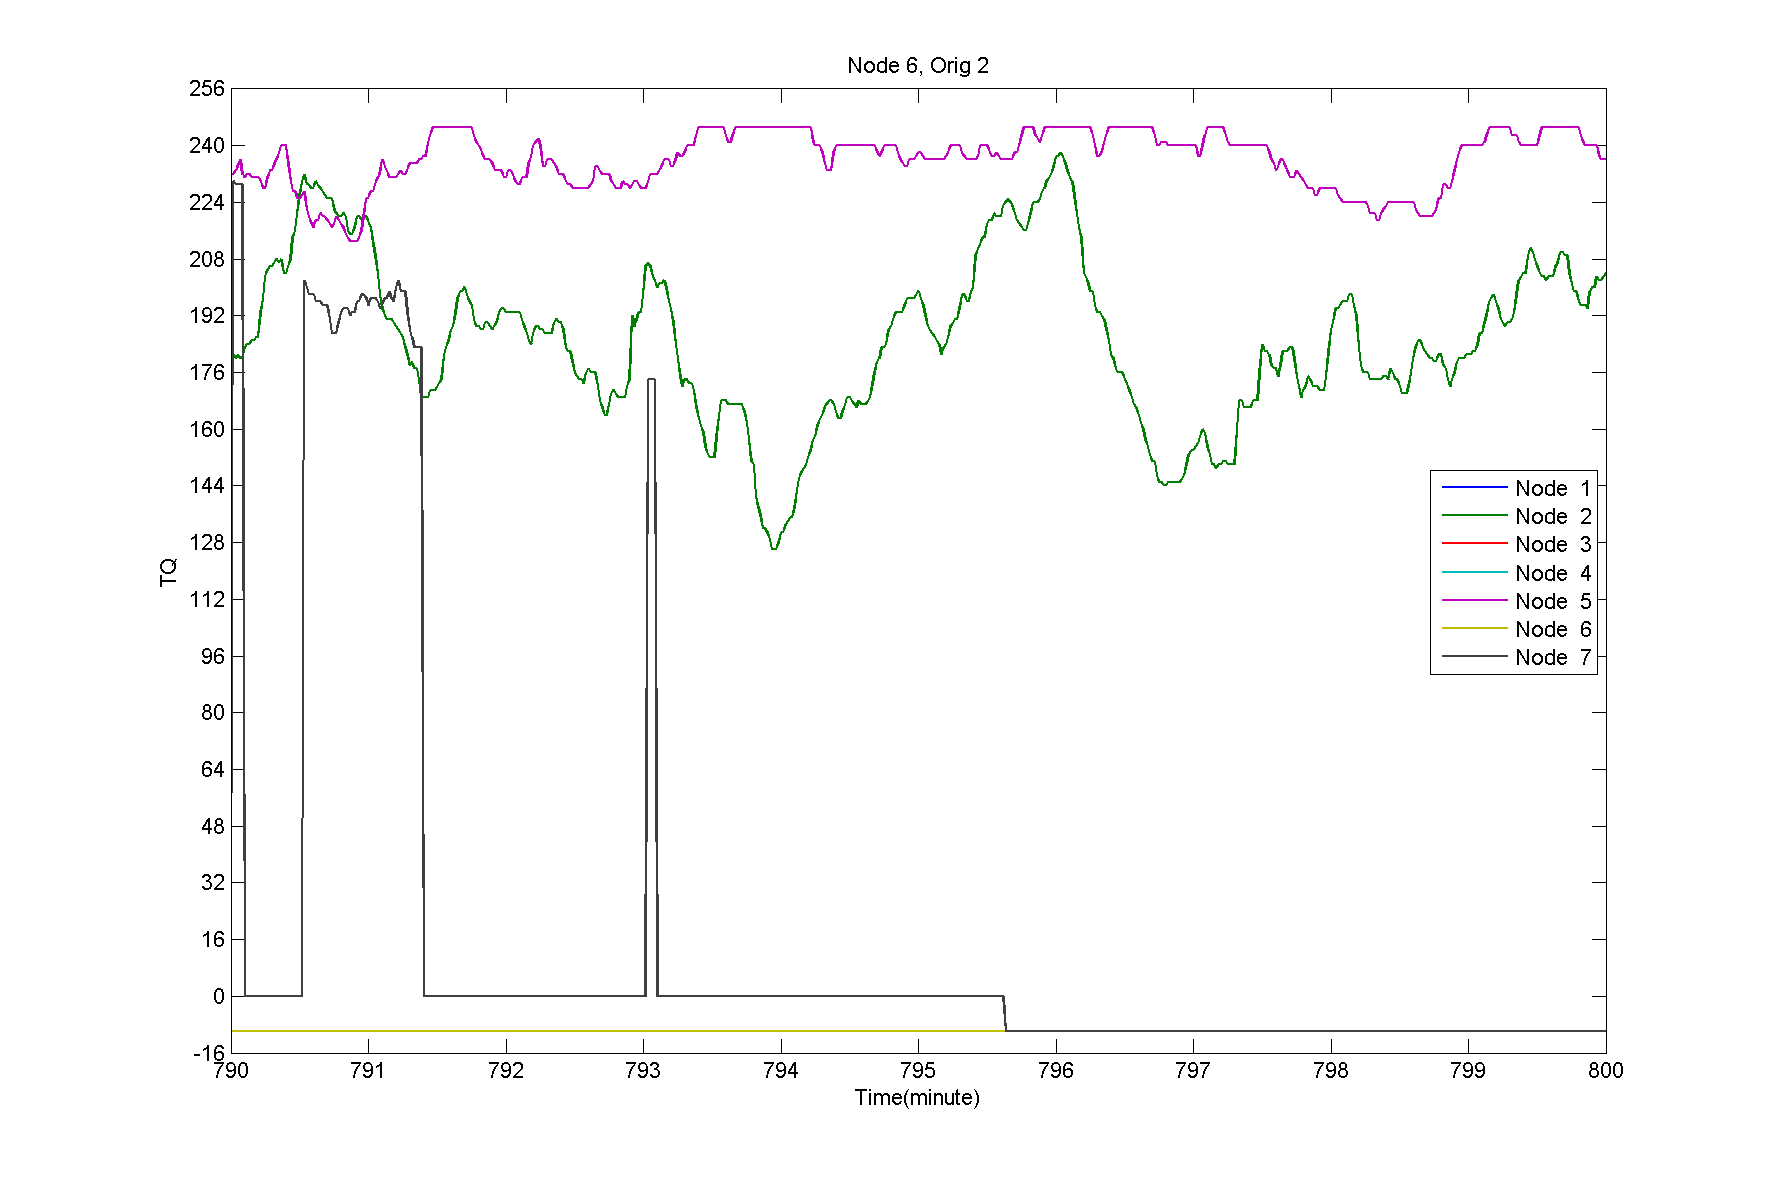 Node 6, Orig 2
256
240
224
208
192
176
160
144
128
112
96
80
64
48
32
16
0
-16
TQ
790 791 792 793 794 795 796 797 798 799 800
Time(minute)
Node 1
Node 2
Node 3
Node 4
Node 5
Node 6
Node 7